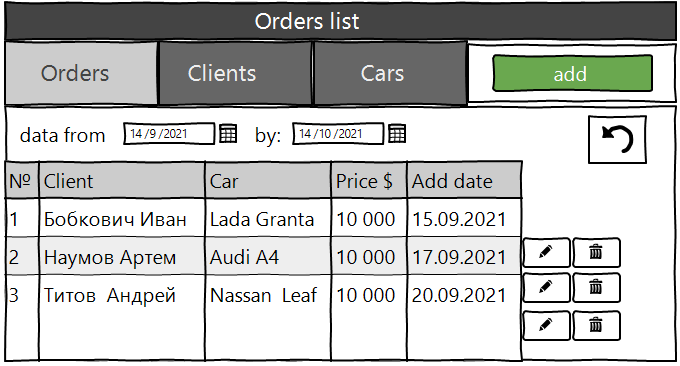 Orders list
Orders Clients Cars add
data from 14 /9 /2021 by: 14 /10 /2021
№ Client Car Price $ Add date
1 Бобкович Иван Lada Granta 10 000 15.09.2021
2 Наумов Артем Audi A4 10 000 17.09.2021
3 Титов Андрей Nassan Leaf 10 000 20.09.2021